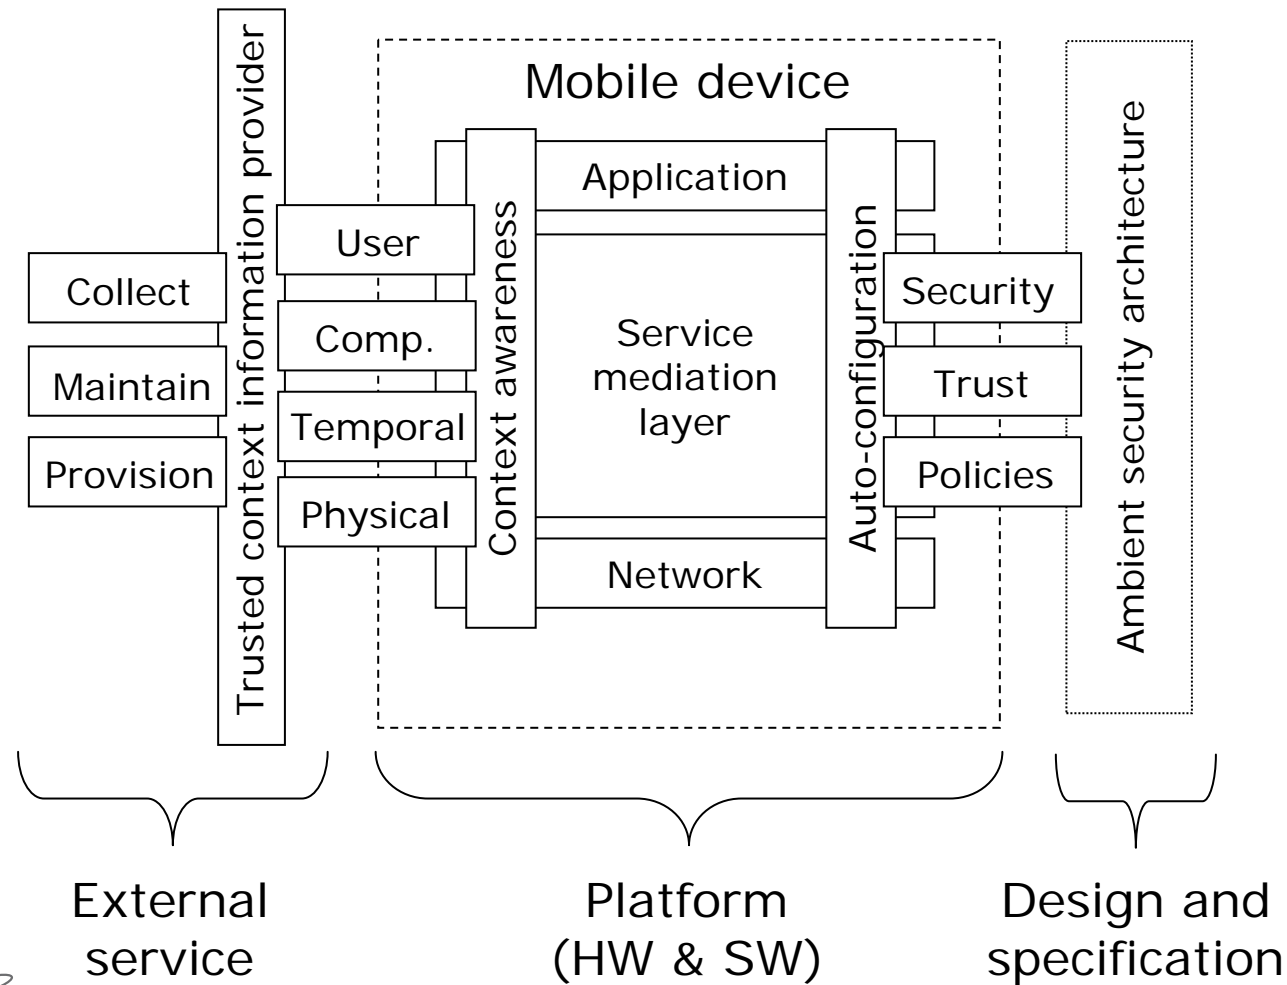 Mobile device
Trusted context information provider
Collect
Maintain
Provision
User
Comp.
Temporal
Physical
Context awareness
Application
Service
mediation
layer
Network
Auto-configuration
Security
Trust
Policies
Ambient security architecture
External
service
Platform
(HW & SW)
Design and
specification